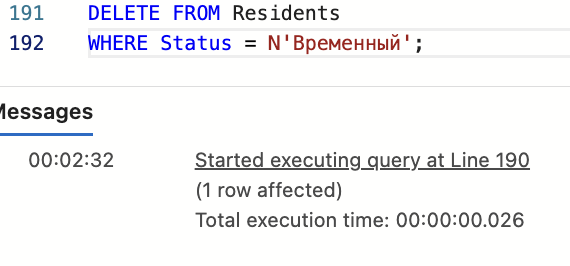 191 DELETE FROM Residents
192 WHERE Status = N'Временный';
Messages
00:02:32 Started executing query at Line 190
(1 row affected)
Total execution time: 00:00:00.026